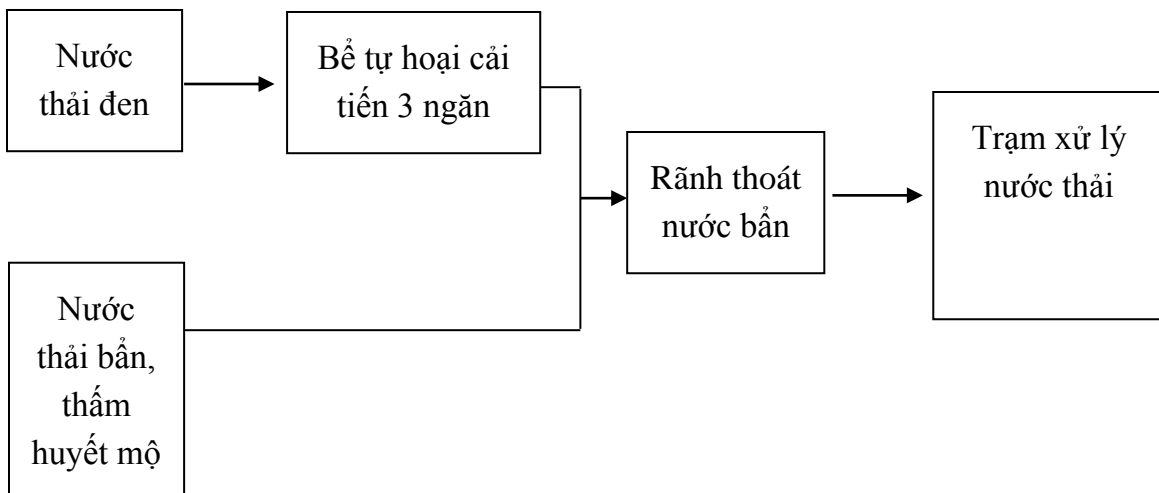 Nước
thải đen
Bể tự hoại cải
tiến 3 ngăn
Rãnh thoát
nước bẩn
Trạm xử lý
nước thải
Nước
thải bẩn,
thấm
huyết mộ